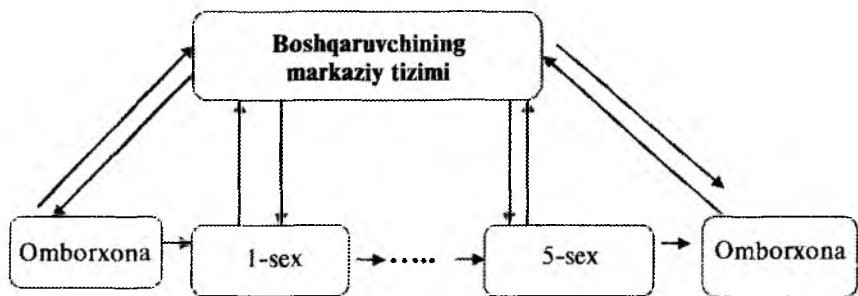 Boshqaruvchining
markaziy tizimi
Omborxona
1-sex
.....
5-sex
Omborxona